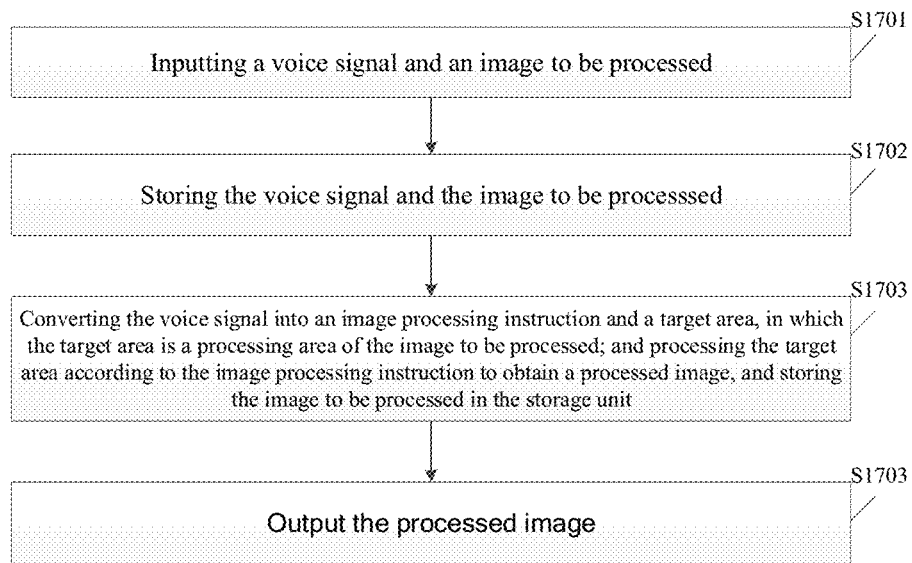 S1701
Inputting a voice signal and an image to be processed
S1702
Storing the voice signal and the image to be processsed
S1703
Converting the voice signal into an image processing instruction and a target area, in which
the target area is a processing area of the image to be processed; and processing the target
area according to the image processing instruction to obtain a processed image, and storing
the image to be processed in the storage unit
S1703
Output the processed image